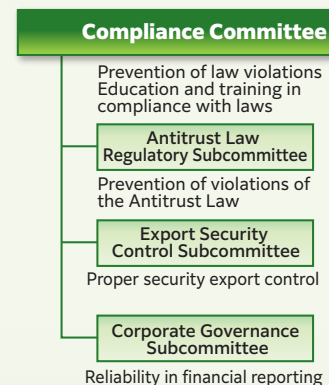 Compliance Committee
Prevention of law violations
Education and training in
compliance with laws
Antitrust Law
Regulatory Subcommittee
Prevention of violations of
the Antitrust Law
Export Security
Control Subcommittee
Proper security export control
Corporate Governance
Subcommittee
Reliability in financial reporting